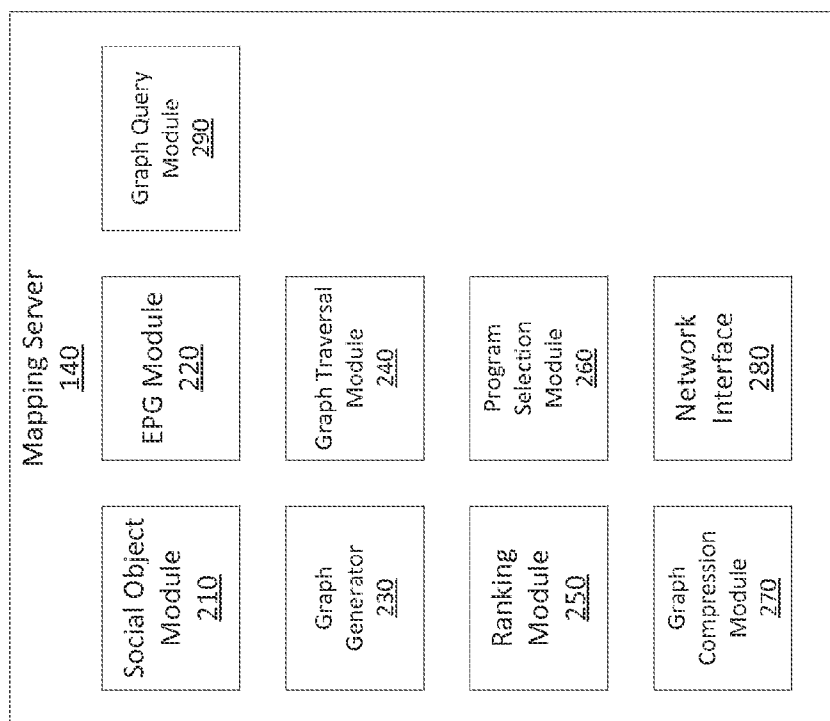 Mapping Server
140
Social Object
Module
210
EPG Module
220
Graph Query
Module
290
Graph
Generator
230
Graph Traversal
Module
240
Ranking
Module
250
Program
Selection
Module
260
Graph
Compression
Module
270
Network
Interface
280